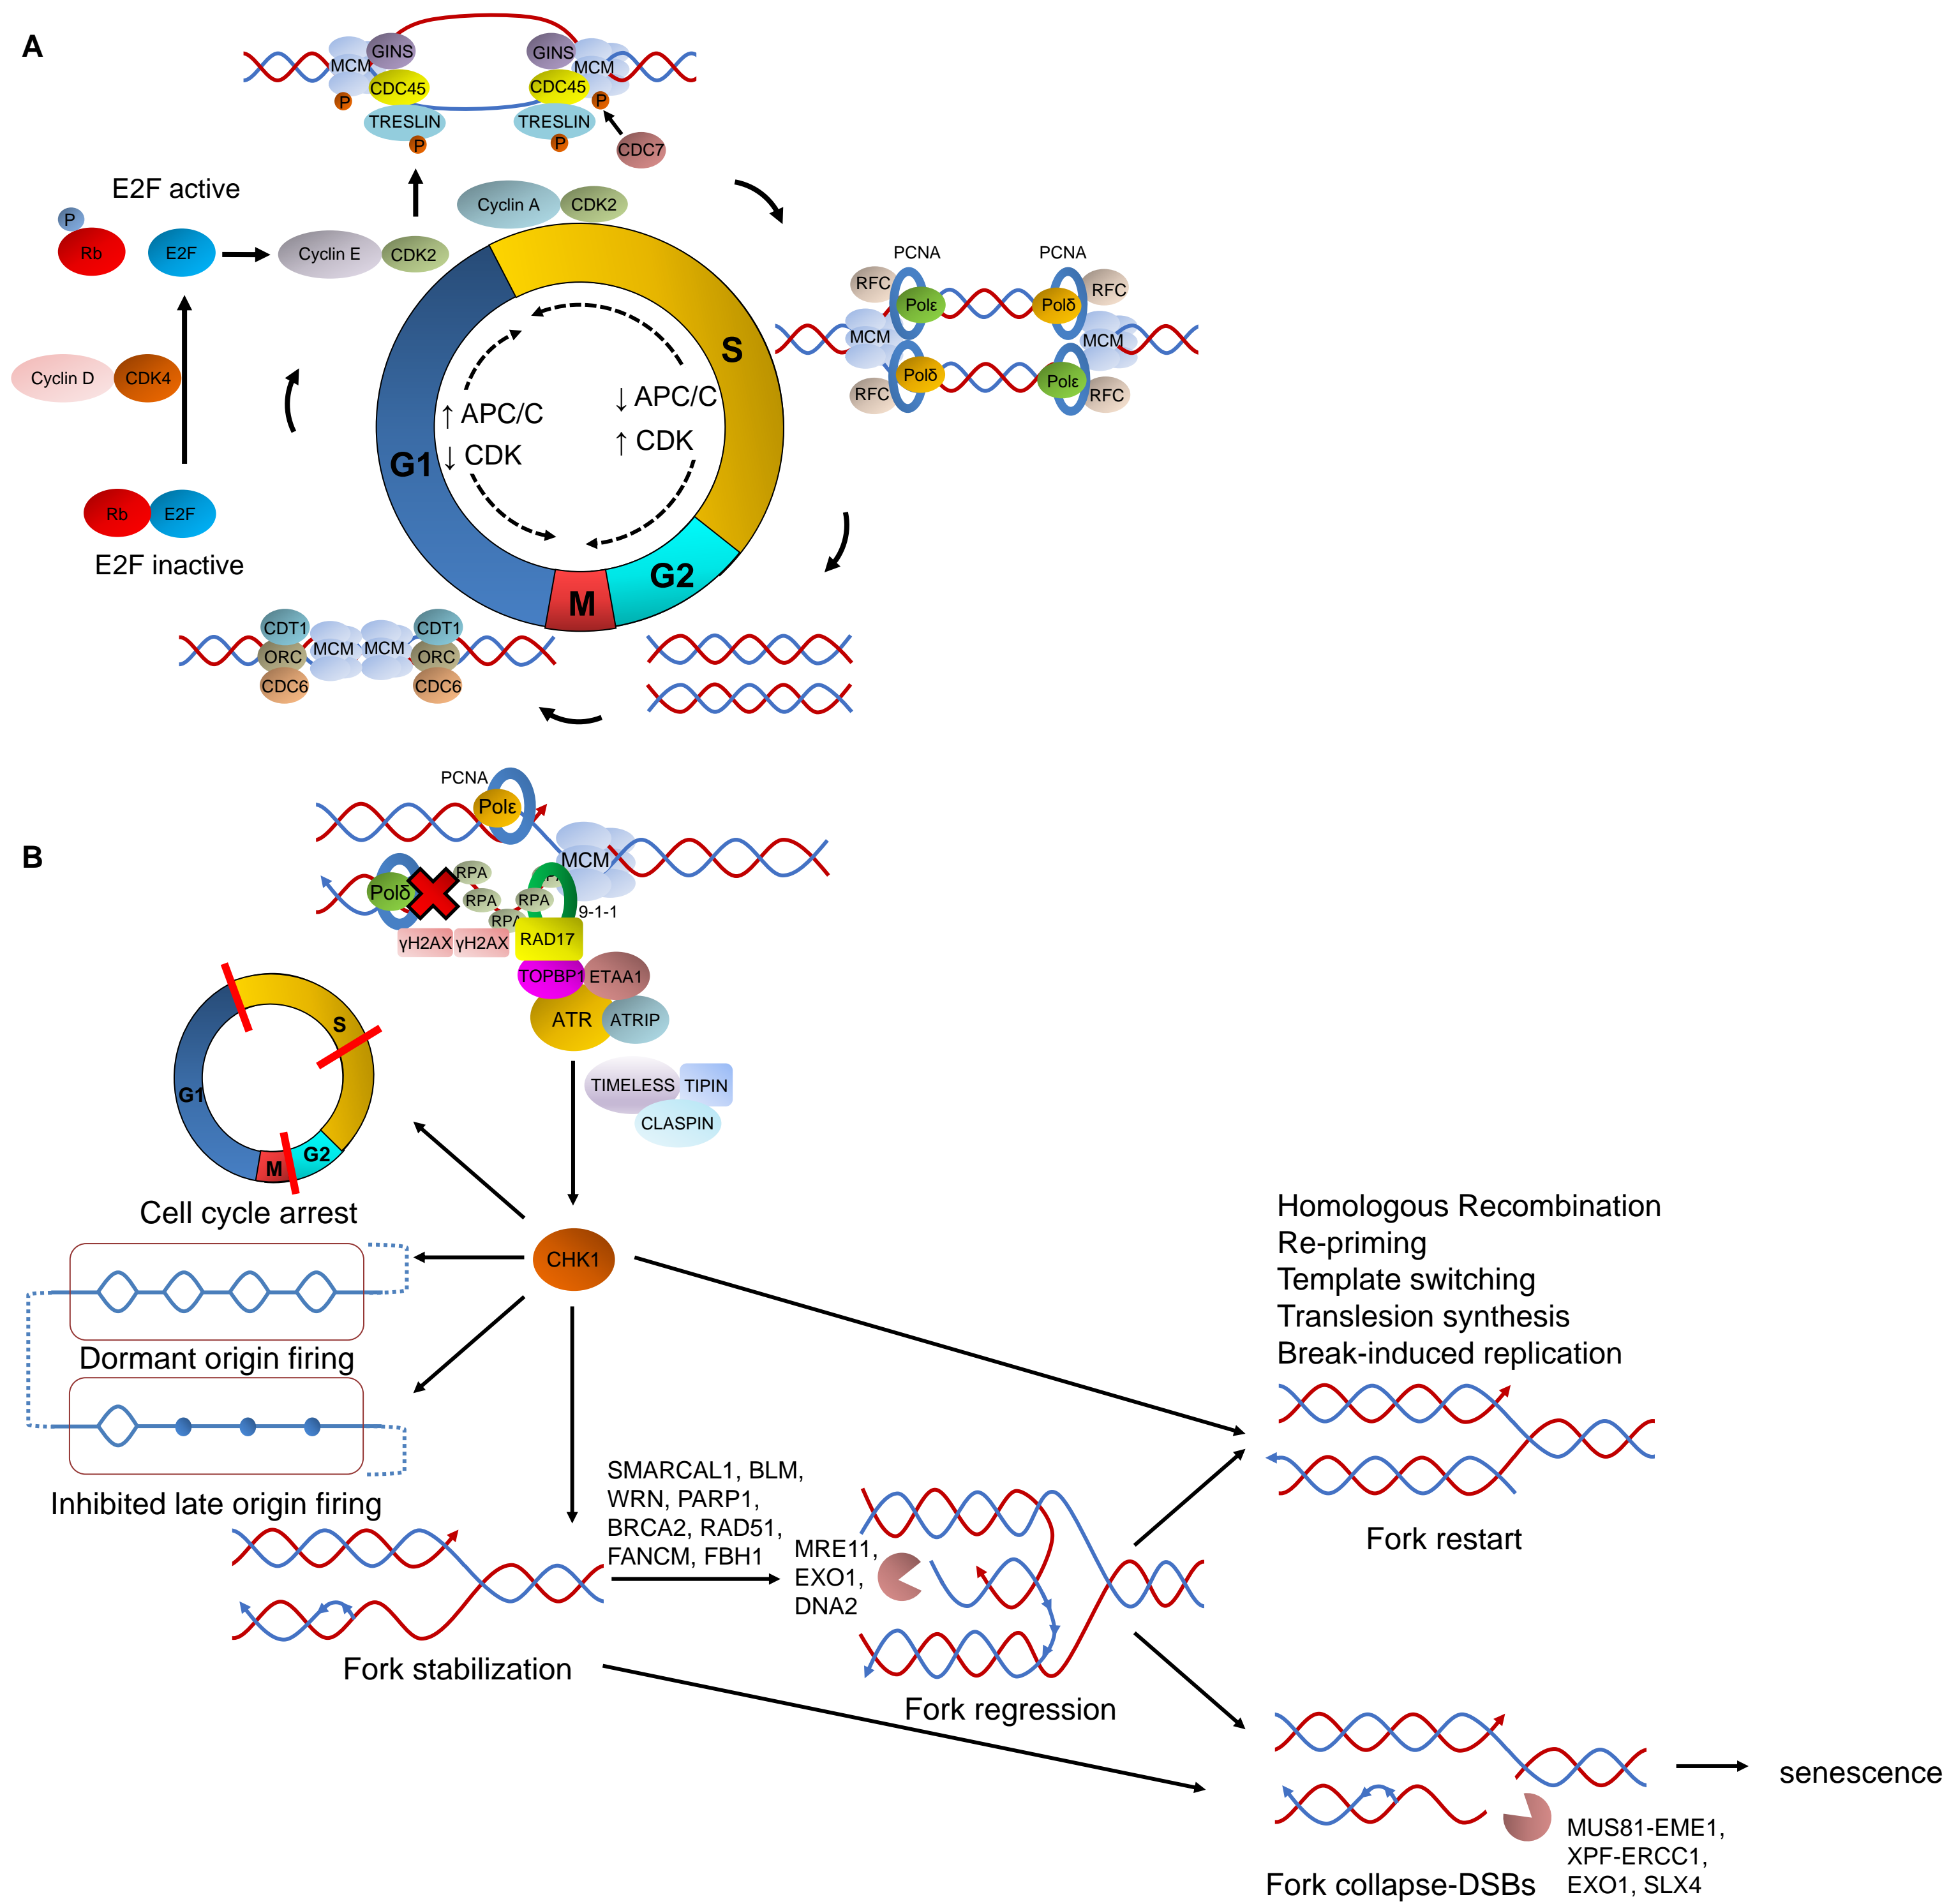 A
GINS
GINS
MCM
MCM
CDC45
CDC45
P
P
TRESLIN
TRESLIN
P
P
CDC7
E2F active
P
Rb
E2F
Cyclin E
CDK2
Cyclin A
CDK2
Cyclin D
CDK4
Rb
E2F
E2F inactive
PCNA
PCNA
RFC
RFC
Polε
Polδ
MCM
MCM
Polδ
Polε
RFC
RFC
S
↑ APC/C
↓ CDK
↓ APC/C
↑ CDK
G1
G2
M
CDT1
CDT1
ORC
MCM
MCM
ORC
CDC6
CDC6
B
PCNA
Polε
MCM
Polδ
RPA
RPA
RPA
RPA
9-1-1
γH2AX
γH2AX
RAD17
TOPBP1
ETAA1
ATR
ATRIP
TIMELESS
TIPIN
CLASPIN
S
G1
G2
M
Cell cycle arrest
CHK1
Dormant origin firing
Inhibited late origin firing
Homologous Recombination
Re-priming
Template switching
Translesion synthesis
Break-induced replication
Fork restart
SMARCAL1, BLM,
WRN, PARP1,
BRCA2, RAD51,
FANCM, FBH1
MRE11,
EXO1,
DNA2
Fork stabilization
Fork regression
senescence
MUS81-EME1,
XPF-ERCC1,
EXO1, SLX4
Fork collapse-DSBs